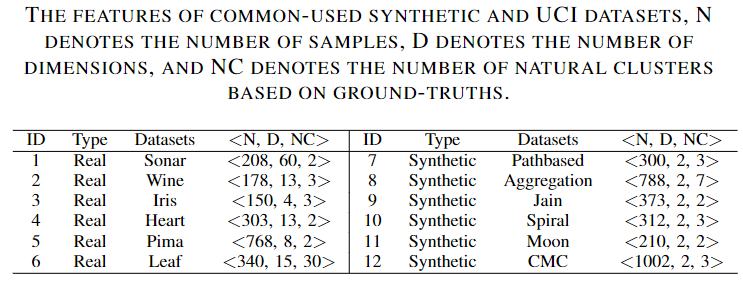 THE FEATURES OF COMMON-USED SYNTHETIC AND UCI DATASETS, N
DENOTES THE NUMBER OF SAMPLES, D DENOTES THE NUMBER OF
DIMENSIONS, AND NC DENOTES THE NUMBER OF NATURAL CLUSTERS
BASED ON GROUND-TRUTHS.
ID Type Datasets <N, D, NC> ID Type Datasets <N, D, NC>
1 Real Sonar <208, 60, 2> 7 Synthetic Pathbased <300, 2, 3>
2 Real Wine <178, 13, 3> 8 Synthetic Aggregation <788, 2, 7>
3 Real Iris <150, 4, 3> 9 Synthetic Jain <373, 2, 2>
4 Real Heart <303, 13, 2> 10 Synthetic Spiral <312, 2, 3>
5 Real Pima <768, 8, 2> 11 Synthetic Moon <210, 2, 2>
6 Real Leaf <340, 15, 30> 12 Synthetic CMC <1002, 2, 3>